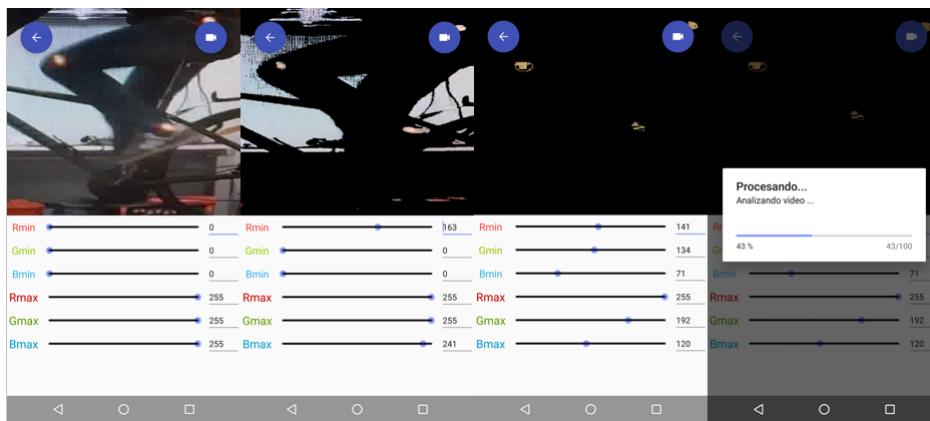 Rmin 0
Gmin 0
Bmin 0
Rmax 255
Gmax 255
Bmax 255
Rmin 163
Gmin 0
Bmin 0
Rmax 255
Gmax 255
Bmax 241
Rmin 141
Gmin 134
Bmin 71
Rmax 255
Gmax 192
Bmax 120
Procesando...
Analizando video ...
43 %
43/100
Bmin 71
Rmax 255
Gmax 192
Bmax 120